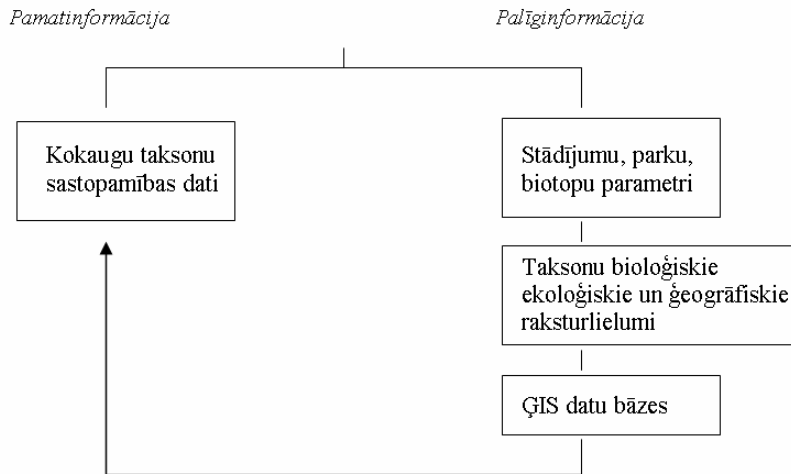 Pamatinformācija
Palīginformācija
Kokaugu taksonu
sastopamības dati
Stādījumu, parku,
biotopu parametri
Taksonu bioloģiskie
ekoloģiskie un ģeogrāfiskie
raksturlielumi
ĢIS datu bāzes